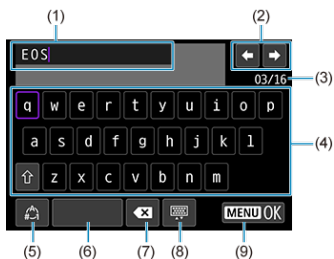 (1) (2)
EOS
03/16 (3)
q w e r t y u i o p
a s d f g h j k l (4)
z x c v b n m
MENU OK
(5) (6) (7) (8) (9)